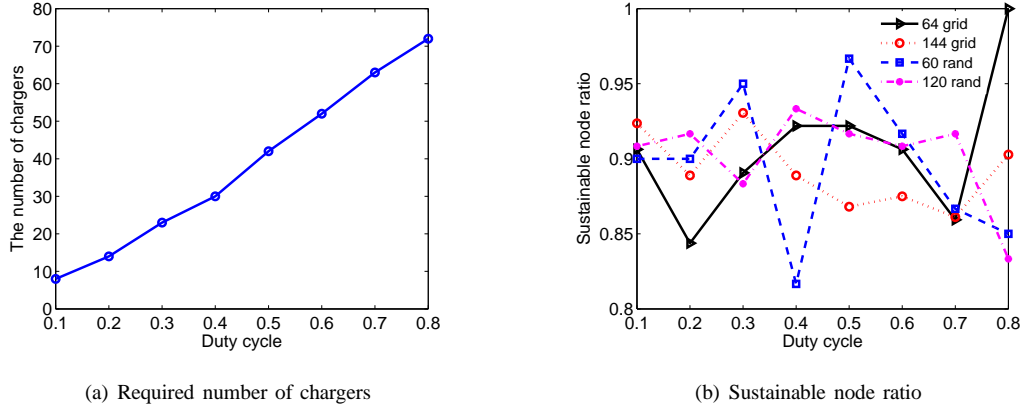 80
70
60
50
40
30
20
10
0
The number of chargers
0.1 0.2 0.3 0.4 0.5 0.6 0.7 0.8
Duty cycle
(a) Required number of chargers
1
0.95
0.9
0.85
0.8
Sustainable node ratio
64 grid
144 grid
60 rand
120 rand
0.1 0.2 0.3 0.4 0.5 0.6 0.7 0.8
Duty cycle
(b) Sustainable node ratio